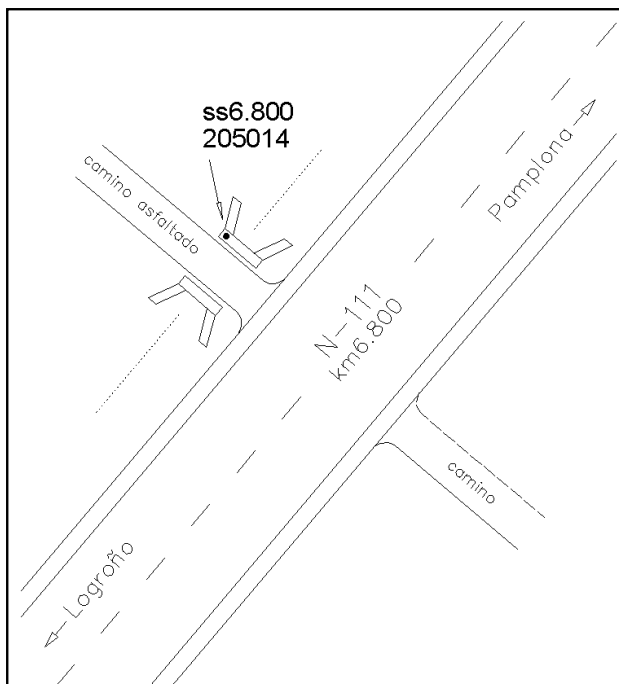 ss6.800
205014
camino asfaltado
Pamplona
N-111
km6.800
camino
Logroño